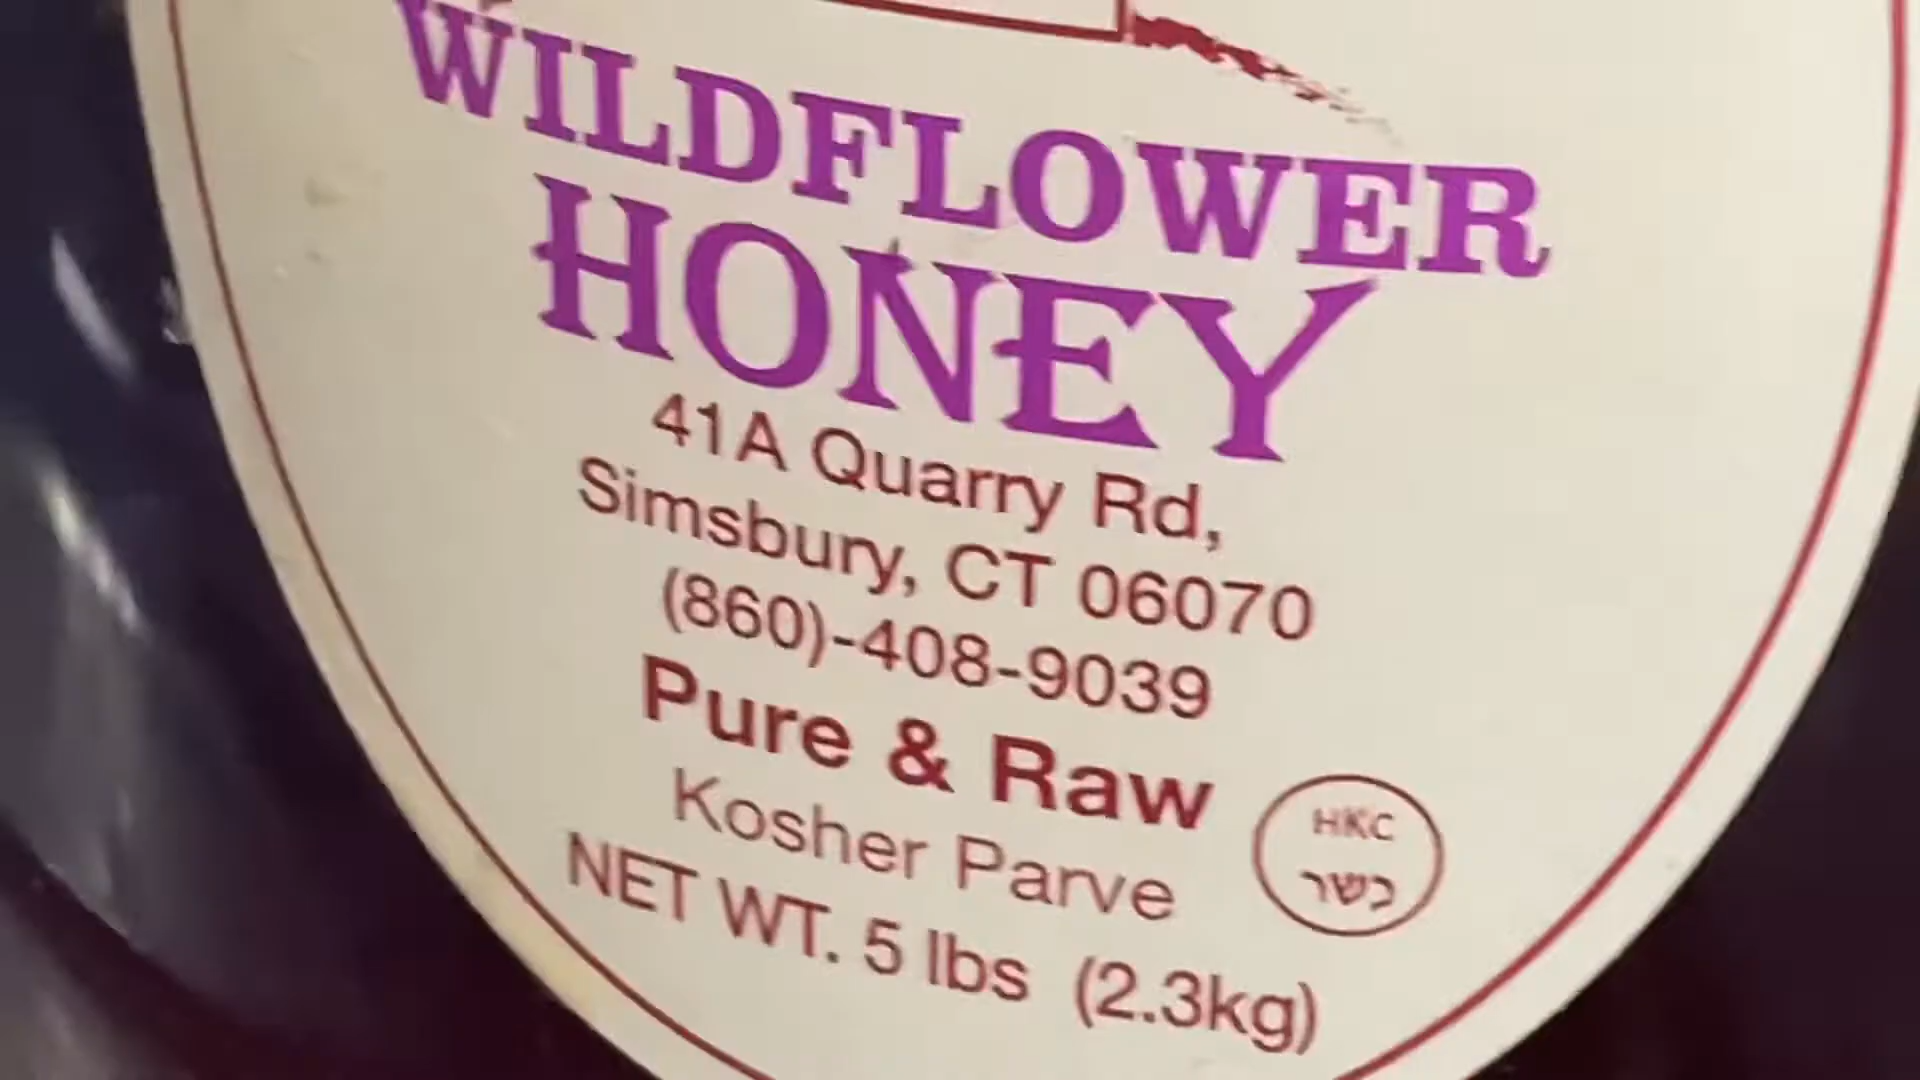 WILDFLOWER
HONEY
41A Quarry Rd,
Simsbury, CT 06070
(860)-408-9039
Pure & Raw
Kosher Parve
HKC
כשר
NET WT. 5 lbs (2.3kg)